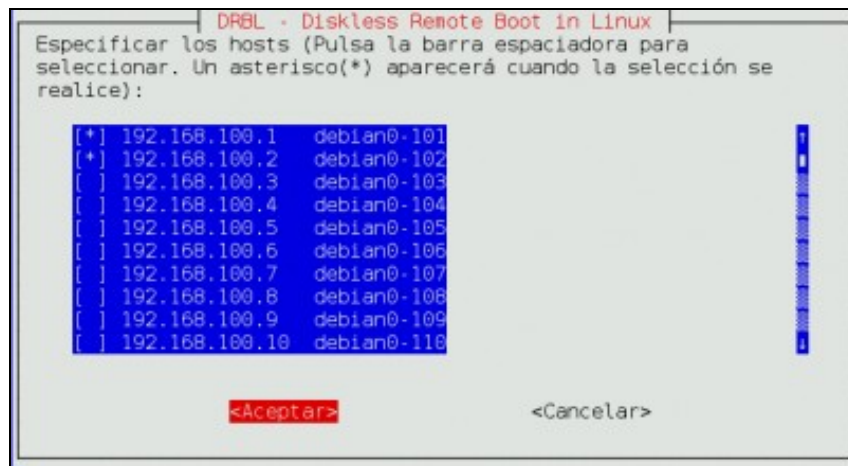 DRBL - Diskless Remote Boot in Linux
Especificar los hosts (Pulsa la barra espaciadora para
seleccionar. Un asterisco(*) aparecerá cuando la selección se
realice):
[*] 192.168.100.1 debian0-101
[*] 192.168.100.2 debian0-102
[ ] 192.168.100.3 debian0-103
[ ] 192.168.100.4 debian0-104
[ ] 192.168.100.5 debian0-105
[ ] 192.168.100.6 debian0-106
[ ] 192.168.100.7 debian0-107
[ ] 192.168.100.8 debian0-108
[ ] 192.168.100.9 debian0-109
[ ] 192.168.100.10 debian0-110
<Aceptar> <Cancelar>